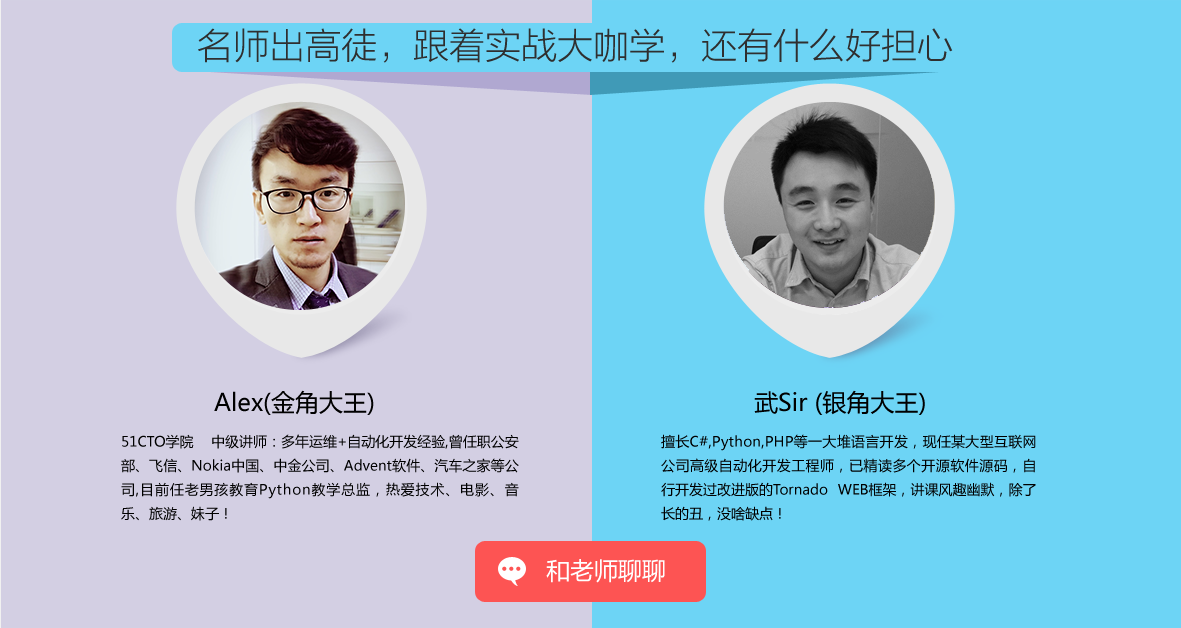 名师出高徒，跟着实战大咖学，还有什么好担心
Alex(金角大王)
51CTO学院　中级讲师：多年运维+自动化开发经验,曾任职公安
部、飞信、Nokia中国、中金公司、Advent软件、汽车之家等公
司,目前任老男孩教育Python教学总监，热爱技术、电影、音
乐、旅游、妹子！
武Sir (银角大王)
擅长C#,Python,PHP等一大堆语言开发，现任某大型互联网
公司高级自动化开发工程师，已精读多个开源软件源码，自
行开发过改进版的Tornado WEB框架，讲课风趣幽默，除了
长的丑，没啥缺点！
和老师聊聊